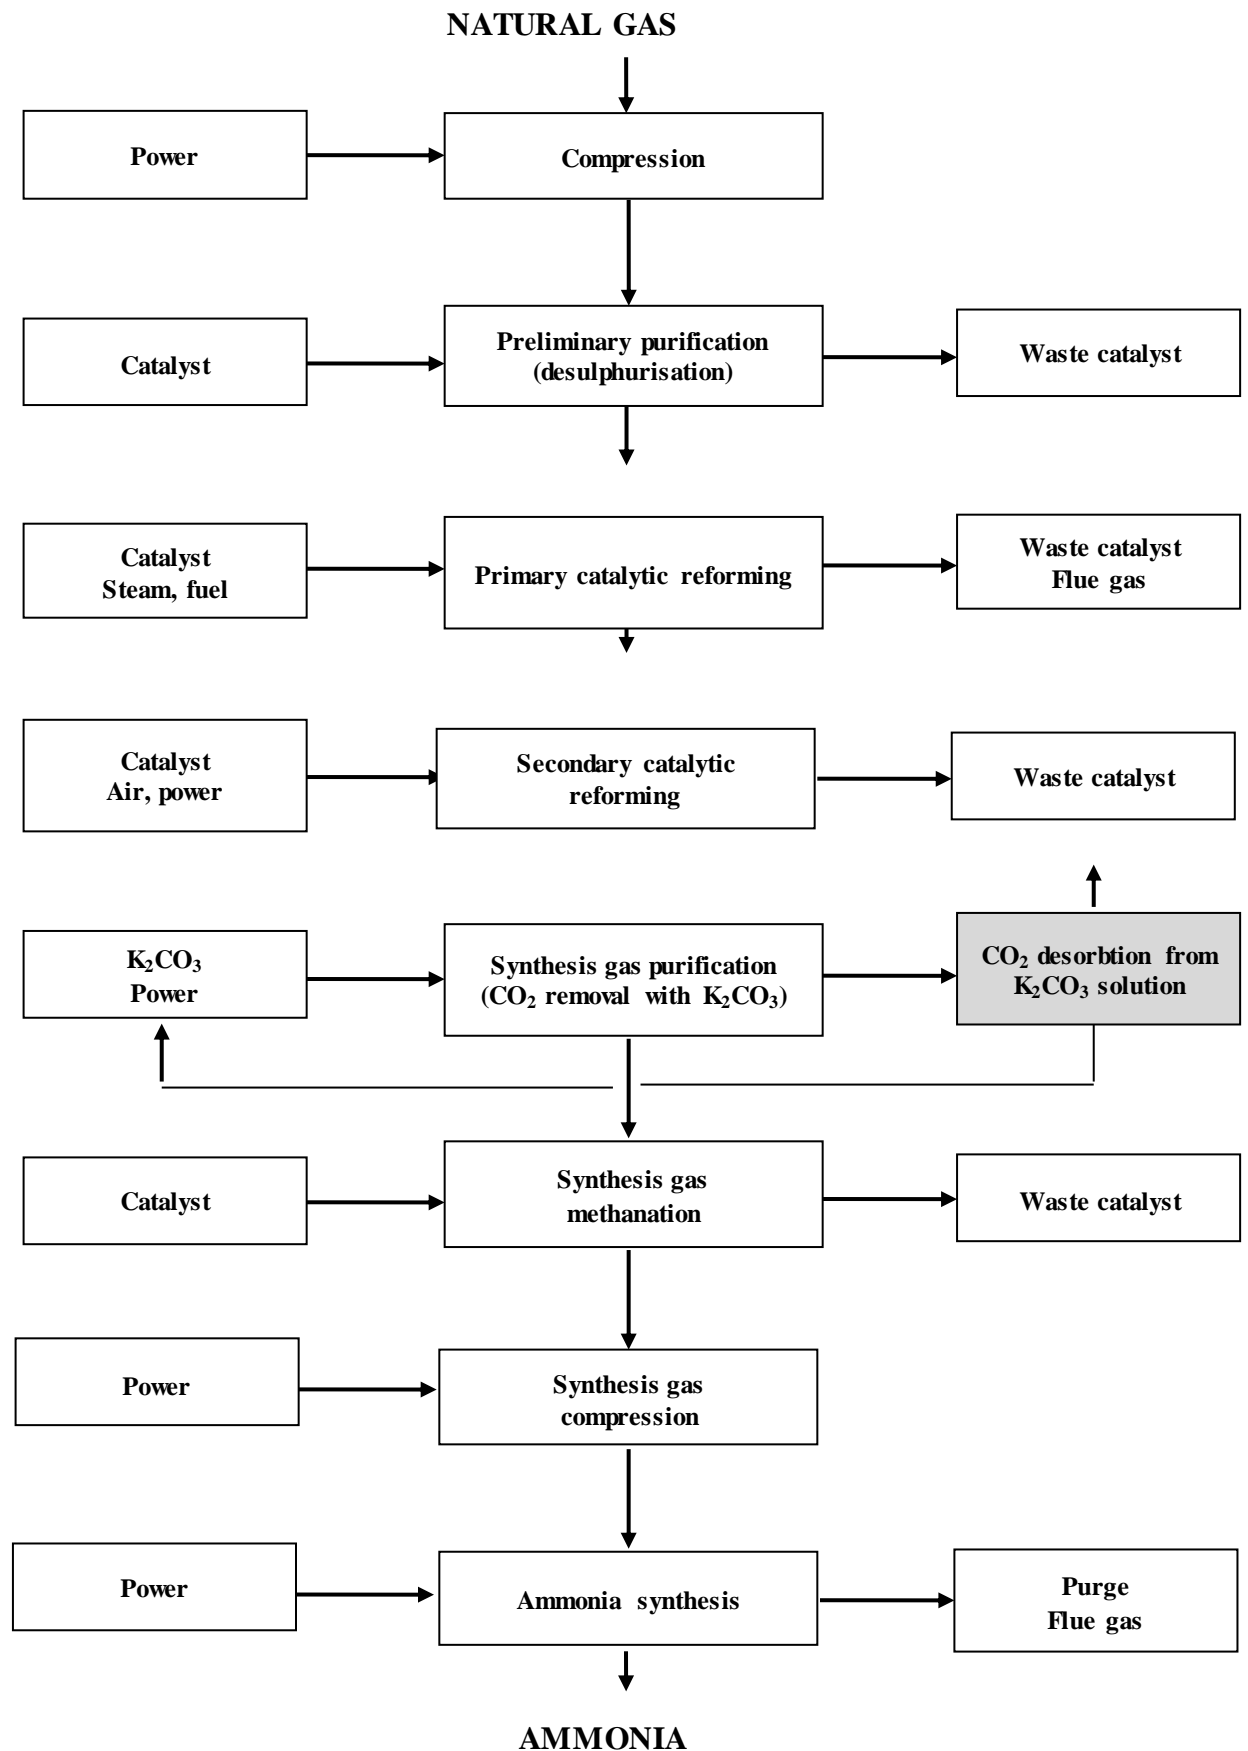 NATURAL GAS
Power
Compression
Catalyst
Preliminary purification
(desulphurisation)
Waste catalyst
Catalyst
Steam, fuel
Primary catalytic reforming
Waste catalyst
Flue gas
Catalyst
Air, power
Secondary catalytic
reforming
Waste catalyst
K₂CO₃
Power
Synthesis gas purification
(CO₂ removal with K₂CO₃)
CO₂ desorbtion from
K₂CO₃ solution
Catalyst
Synthesis gas
methanation
Waste catalyst
Power
Synthesis gas
compression
Power
Ammonia synthesis
Purge
Flue gas
AMMONIA